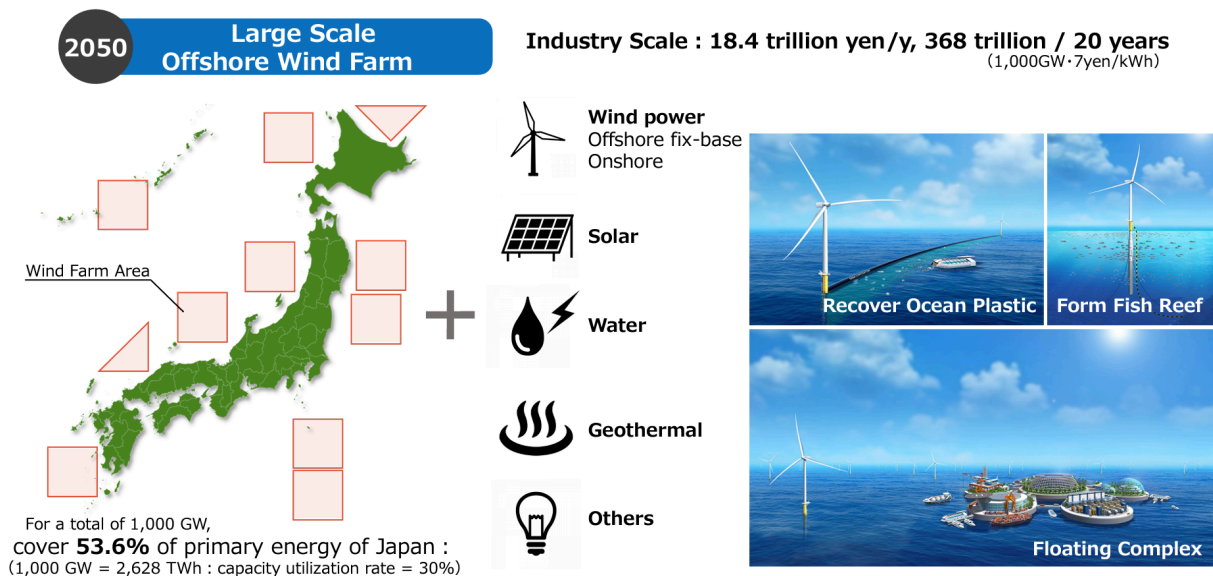 2050
Large Scale
Offshore Wind Farm
Industry Scale : 18.4 trillion yen/y, 368 trillion / 20 years
(1,000GW・7yen/kWh)
Wind Farm Area
Wind power
Offshore fix-base
Onshore
Solar
Water
Geothermal
Others
Recover Ocean Plastic
Form Fish Reef
Floating Complex
For a total of 1,000 GW,
cover 53.6% of primary energy of Japan :
(1,000 GW = 2,628 TWh : capacity utilization rate = 30%)